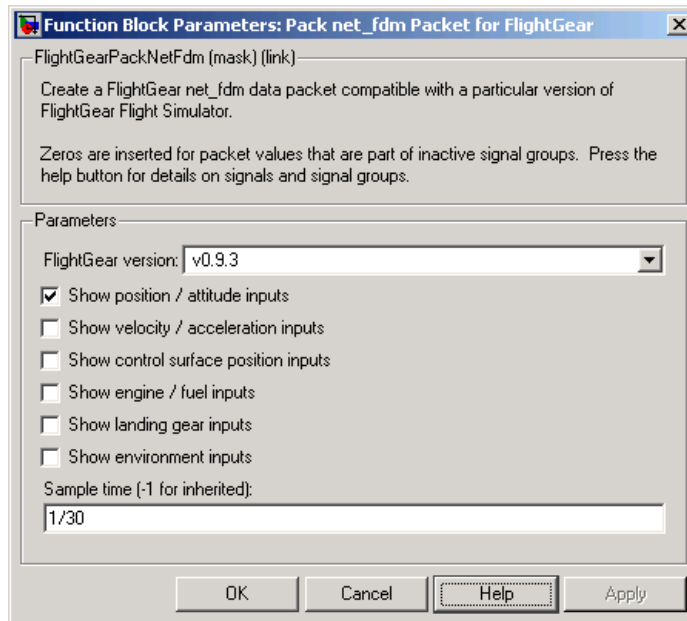 Function Block Parameters: Pack net_fdm Packet for FlightGear
FlightGearPackNetFdm (mask) (link)
Create a FlightGear net_fdm data packet compatible with a particular version of
FlightGear Flight Simulator.
Zeros are inserted for packet values that are part of inactive signal groups.  Press the
help button for details on signals and signal groups.
Parameters
FlightGear version: v0.9.3
Show position / attitude inputs
Show velocity / acceleration inputs
Show control surface position inputs
Show engine / fuel inputs
Show landing gear inputs
Show environment inputs
Sample time (-1 for inherited):
1/30
OK Cancel Help Apply